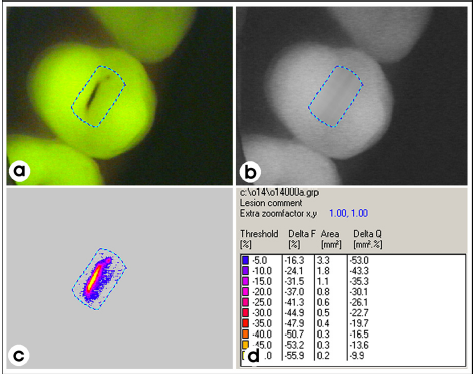 a
b
c
c:\o14\o14000a.grp
Lesion comment
Extra zoomfactor x,y 1.00, 1.00
Threshold Delta F Area Delta Q
[%] [%] [mm²] [mm².%]
-5.0 -16.3 3.3 -53.0
-10.0 -24.1 1.8 -43.3
-15.0 -31.5 1.1 -35.3
-20.0 -37.0 0.8 -30.1
-25.0 -41.3 0.6 -26.1
-30.0 -44.9 0.5 -22.7
-35.0 -47.9 0.4 -19.7
-40.0 -50.7 0.3 -16.5
-45.0 -53.2 0.3 -13.6
.0 -55.9 0.2 -9.9
d